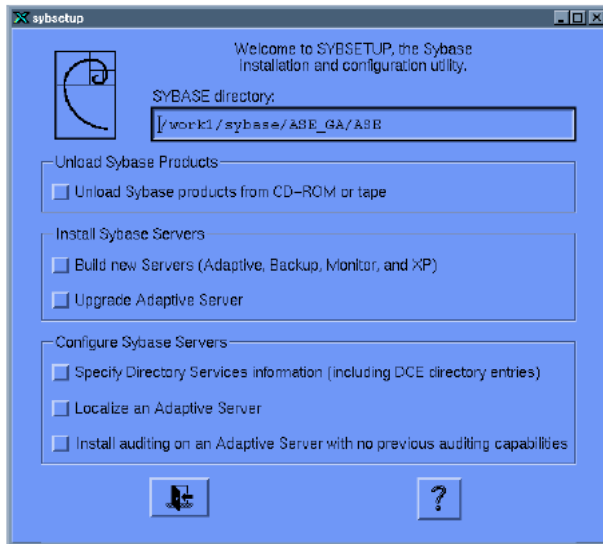 sybsetup
Welcome to SYBSETUP, the Sybase
installation and configuration utility.
SYBASE directory:
/work1/sybase/ASE_GA/ASE
Unload Sybase Products
Unload Sybase products from CD-ROM or tape
Install Sybase Servers
Build new Servers (Adaptive, Backup, Monitor, and XP)
Upgrade Adaptive Server
Configure Sybase Servers
Specify Directory Services information (including DCE directory entries)
Localize an Adaptive Server
Install auditing on an Adaptive Server with no previous auditing capabilities
?